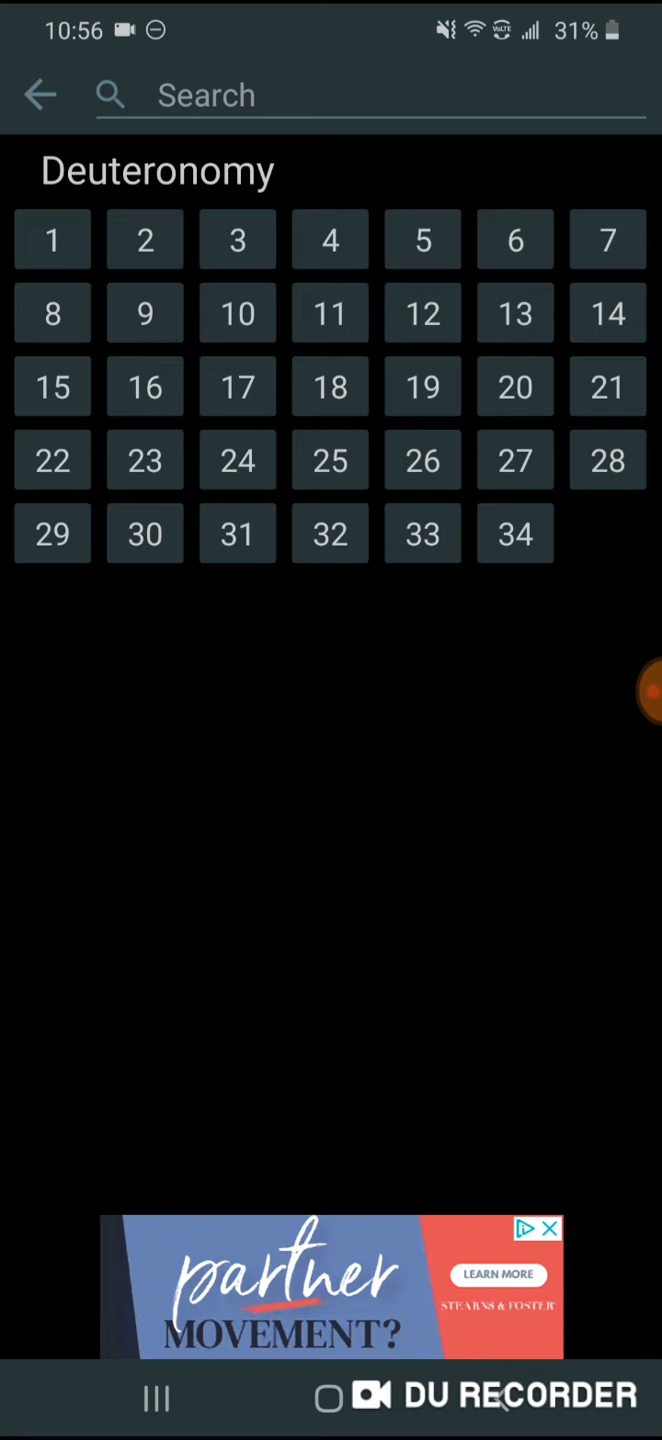 10:56 VoLTE 31%
Search
Deuteronomy
1 2 3 4 5 6 7
8 9 10 11 12 13 14
15 16 17 18 19 20 21
22 23 24 25 26 27 28
29 30 31 32 33 34
partner
MOVEMENT?
LEARN MORE
STEARNS & FOSTER
DU RECORDER